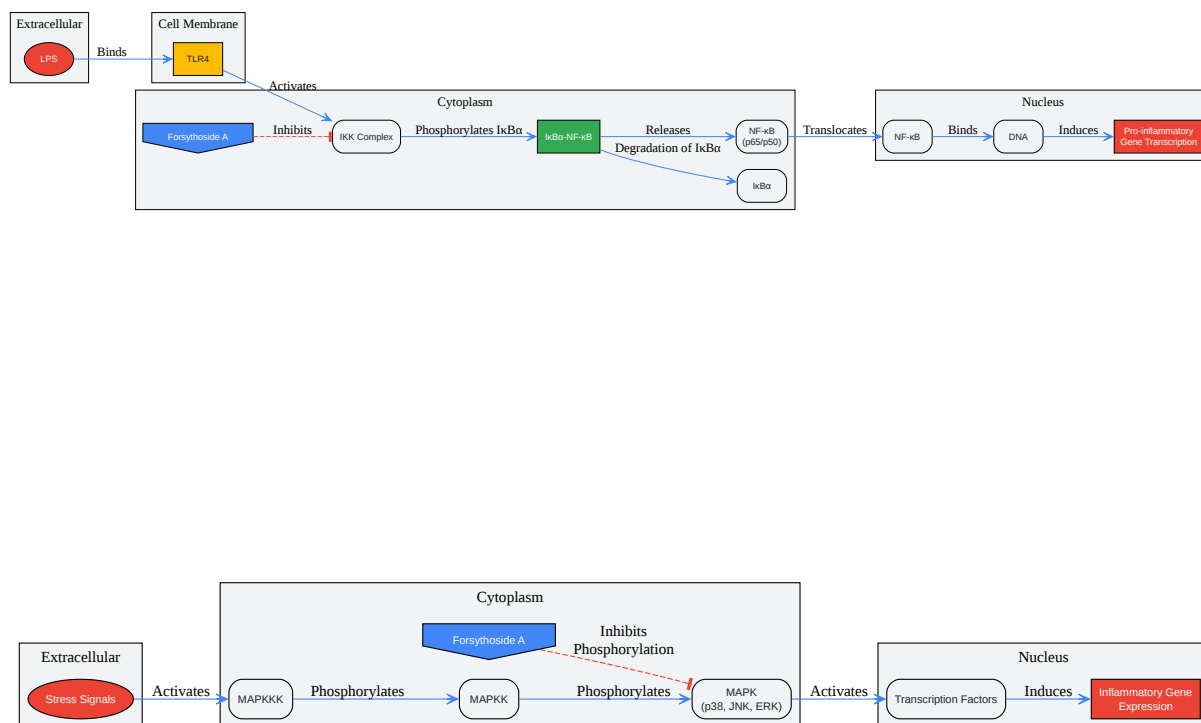 Extracellular
Cell Membrane
LPS
Binds
TLR4
Activates
Cytoplasm
Nucleus
Forsythoside A
Inhibits
IKK Complex
Phosphorylates IκBα
IκBα-NF-κB
Releases
Degradation of IκBα
NF-κB
(p65/p50)
Translocates
NF-κB
Binds
DNA
Induces
Pro-inflammatory
Gene Transcription
IκBα
Cytoplasm
Forsythoside A
Inhibits
Phosphorylation
Extracellular
Nucleus
Stress Signals
Activates
MAPKKK
Phosphorylates
MAPKK
Phosphorylates
MAPK
(p38, JNK, ERK)
Activates
Transcription Factors
Induces
Inflammatory Gene
Expression